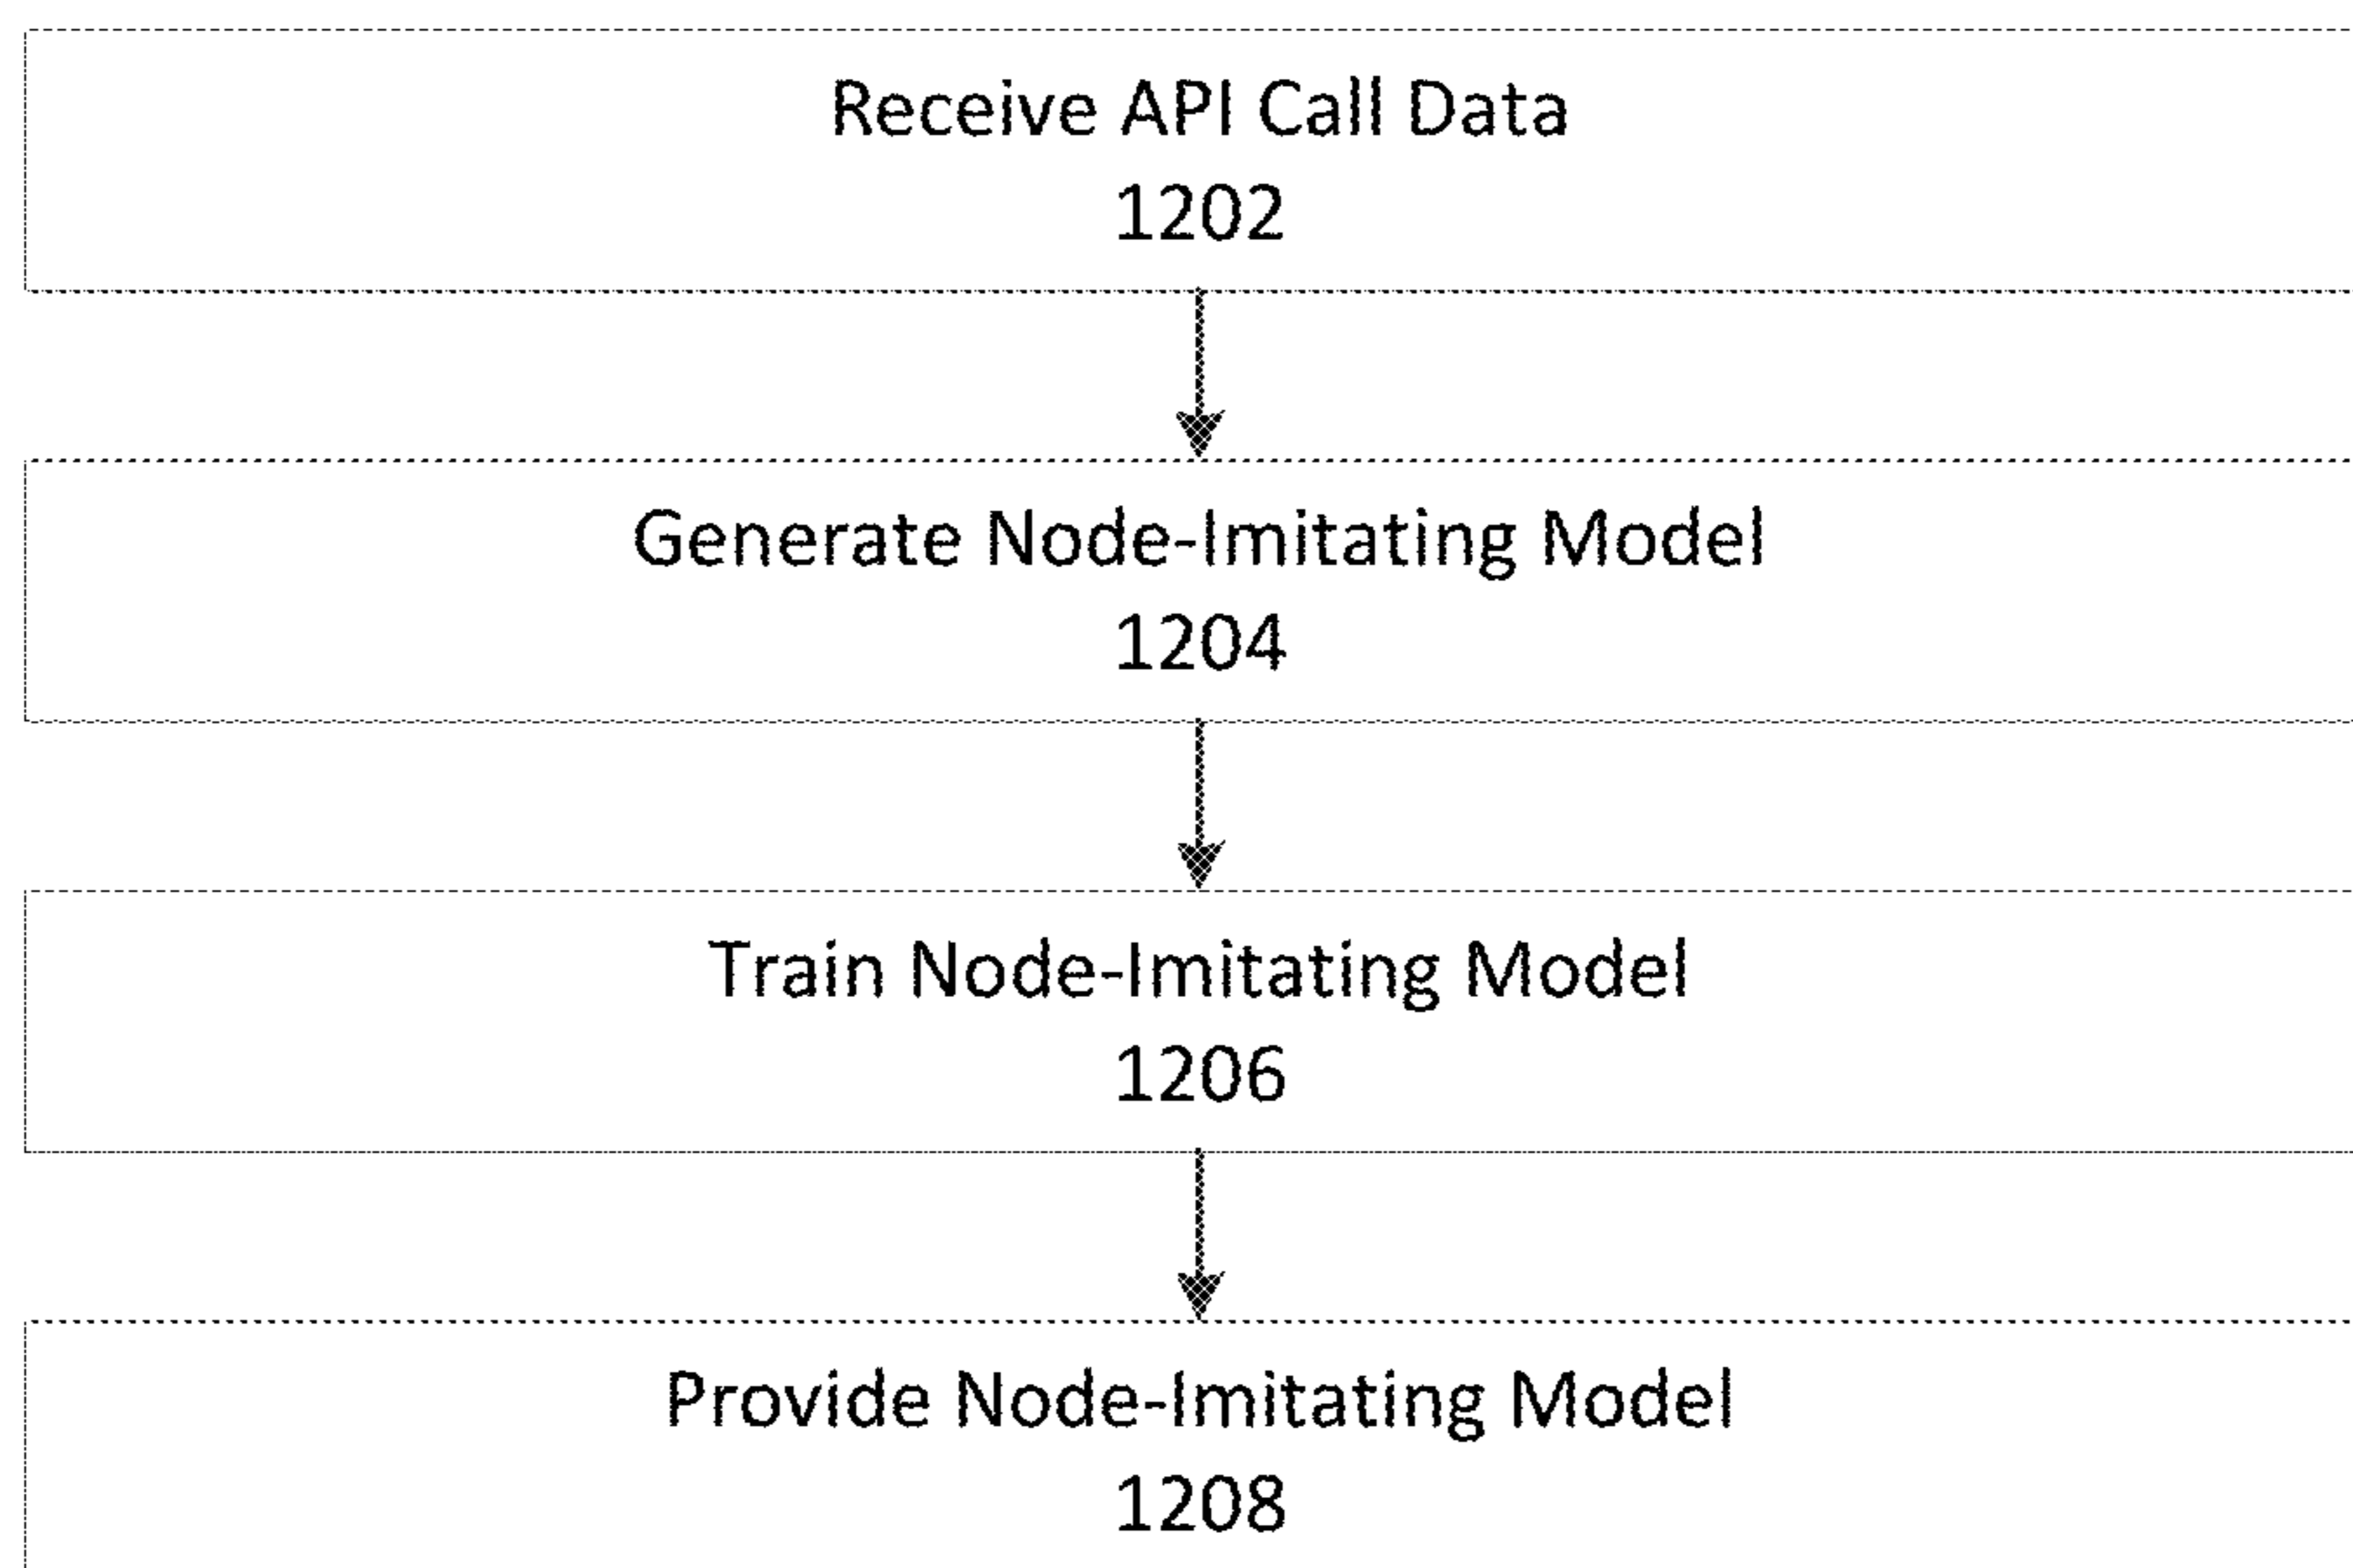 Receive API Call Data
1202
Generate Node-Imitating Model
1204
Train Node-Imitating Model
1206
Provide Node-Imitating Model
1208